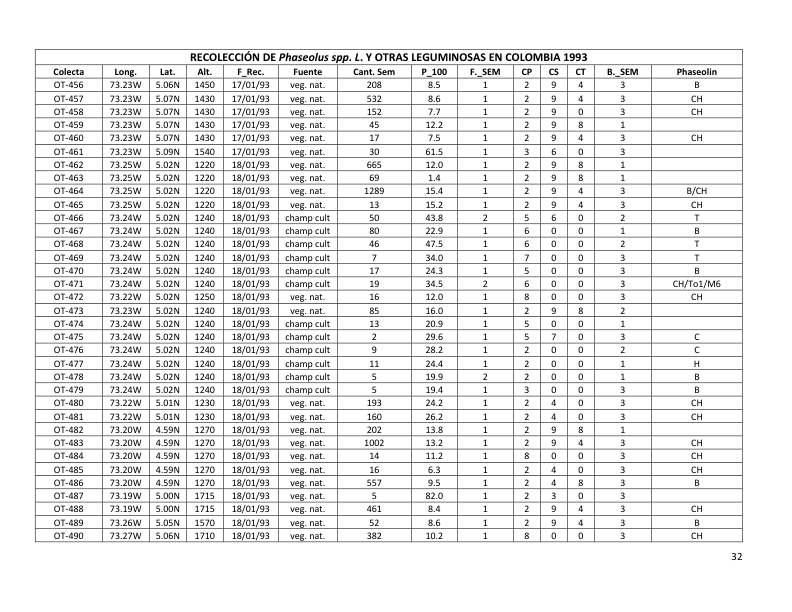 RECOLECCIÓN DE Phaseolus spp. L. Y OTRAS LEGUMINOSAS EN COLOMBIA 1993
Colecta Long. Lat. Alt. F_Rec. Fuente Cant. Sem P_100 F._SEM CP CS CT B._SEM Phaseolin
OT-456 73.23W 5.06N 1450 17/01/93 veg. nat. 208 8.5 1 2 9 4 3 B
OT-457 73.23W 5.07N 1430 17/01/93 veg. nat. 532 8.6 1 2 9 4 3 CH
OT-458 73.23W 5.07N 1430 17/01/93 veg. nat. 152 7.7 1 2 9 0 3 CH
OT-459 73.23W 5.07N 1430 17/01/93 veg. nat. 45 12.2 1 2 9 8 1
OT-460 73.23W 5.07N 1430 17/01/93 veg. nat. 17 7.5 1 2 9 4 3 CH
OT-461 73.23W 5.09N 1540 17/01/93 veg. nat. 30 61.5 1 3 6 0 3
OT-462 73.25W 5.02N 1220 18/01/93 veg. nat. 665 12.0 1 2 9 8 1
OT-463 73.25W 5.02N 1220 18/01/93 veg. nat. 69 1.4 1 2 9 8 1
OT-464 73.25W 5.02N 1220 18/01/93 veg. nat. 1289 15.4 1 2 9 4 3 B/CH
OT-465 73.25W 5.02N 1220 18/01/93 veg. nat. 13 15.2 1 2 9 4 3 CH
OT-466 73.24W 5.02N 1240 18/01/93 champ cult 50 43.8 2 5 6 0 2 T
OT-467 73.24W 5.02N 1240 18/01/93 champ cult 80 22.9 1 6 0 0 1 B
OT-468 73.24W 5.02N 1240 18/01/93 champ cult 46 47.5 1 6 0 0 2 T
OT-469 73.24W 5.02N 1240 18/01/93 champ cult 7 34.0 1 7 0 0 3 T
OT-470 73.24W 5.02N 1240 18/01/93 champ cult 17 24.3 1 5 0 0 3 B
OT-471 73.24W 5.02N 1240 18/01/93 champ cult 19 34.5 2 6 0 0 3 CH/To1/M6
OT-472 73.22W 5.02N 1250 18/01/93 veg. nat. 16 12.0 1 8 0 0 3 CH
OT-473 73.23W 5.02N 1240 18/01/93 veg. nat. 85 16.0 1 2 9 8 2
OT-474 73.24W 5.02N 1240 18/01/93 champ cult 13 20.9 1 5 0 0 1
OT-475 73.24W 5.02N 1240 18/01/93 champ cult 2 29.6 1 5 7 0 3 C
OT-476 73.24W 5.02N 1240 18/01/93 champ cult 9 28.2 1 2 0 0 2 C
OT-477 73.24W 5.02N 1240 18/01/93 champ cult 11 24.4 1 2 0 0 1 H
OT-478 73.24W 5.02N 1240 18/01/93 champ cult 5 19.9 2 2 0 0 1 B
OT-479 73.24W 5.02N 1240 18/01/93 champ cult 5 19.4 1 3 0 0 3 B
OT-480 73.22W 5.01N 1230 18/01/93 veg. nat. 193 24.2 1 2 4 0 3 CH
OT-481 73.22W 5.01N 1230 18/01/93 veg. nat. 160 26.2 1 2 4 0 3 CH
OT-482 73.20W 4.59N 1270 18/01/93 veg. nat. 202 13.8 1 2 9 8 1
OT-483 73.20W 4.59N 1270 18/01/93 veg. nat. 1002 13.2 1 2 9 4 3 CH
OT-484 73.20W 4.59N 1270 18/01/93 veg. nat. 14 11.2 1 8 0 0 3 CH
OT-485 73.20W 4.59N 1270 18/01/93 veg. nat. 16 6.3 1 2 4 0 3 CH
OT-486 73.20W 4.59N 1270 18/01/93 veg. nat. 557 9.5 1 2 4 8 3 B
OT-487 73.19W 5.00N 1715 18/01/93 veg. nat. 5 82.0 1 2 3 0 3
OT-488 73.19W 5.00N 1715 18/01/93 veg. nat. 461 8.4 1 2 9 4 3 CH
OT-489 73.26W 5.05N 1570 18/01/93 veg. nat. 52 8.6 1 2 9 4 3 B
OT-490 73.27W 5.06N 1710 18/01/93 veg. nat. 382 10.2 1 8 0 0 3 CH
32